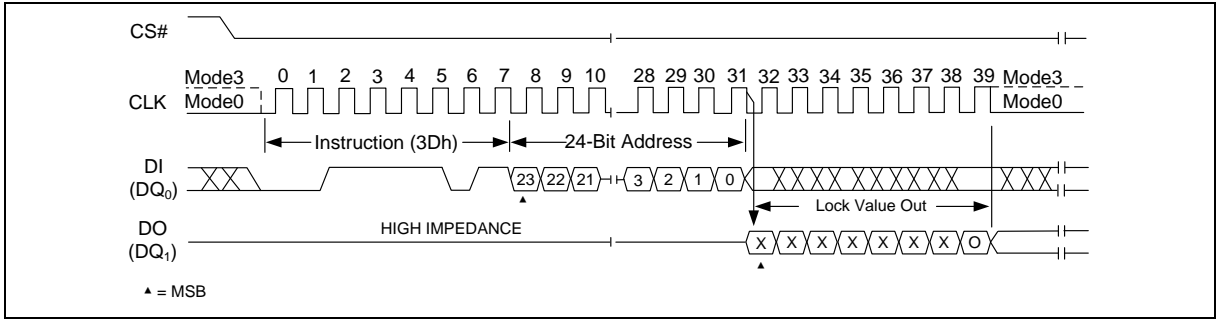 CS#
Mode3 0 1 2 3 4 5 6 7 8 9 10 28 29 30 31 32 33 34 35 36 37 38 39 Mode3
CLK Mode0 Mode0
Instruction (3Dh) 24-Bit Address
DI
(DQ0)
23 22 21 3 2 1 0
Lock Value Out
DO
(DQ1)
HIGH IMPEDANCE
X X X X X X X O
▲ = MSB